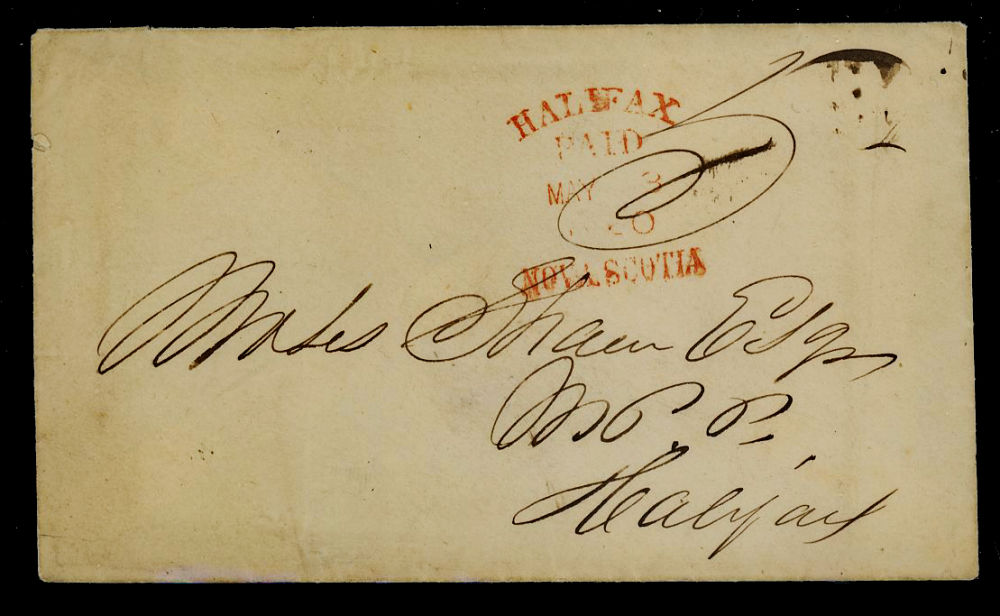 HALIFAX
PAID
MAY 3
NOVA SCOTIA
Moses Shaw Esqr
M.P.P.
Halifax